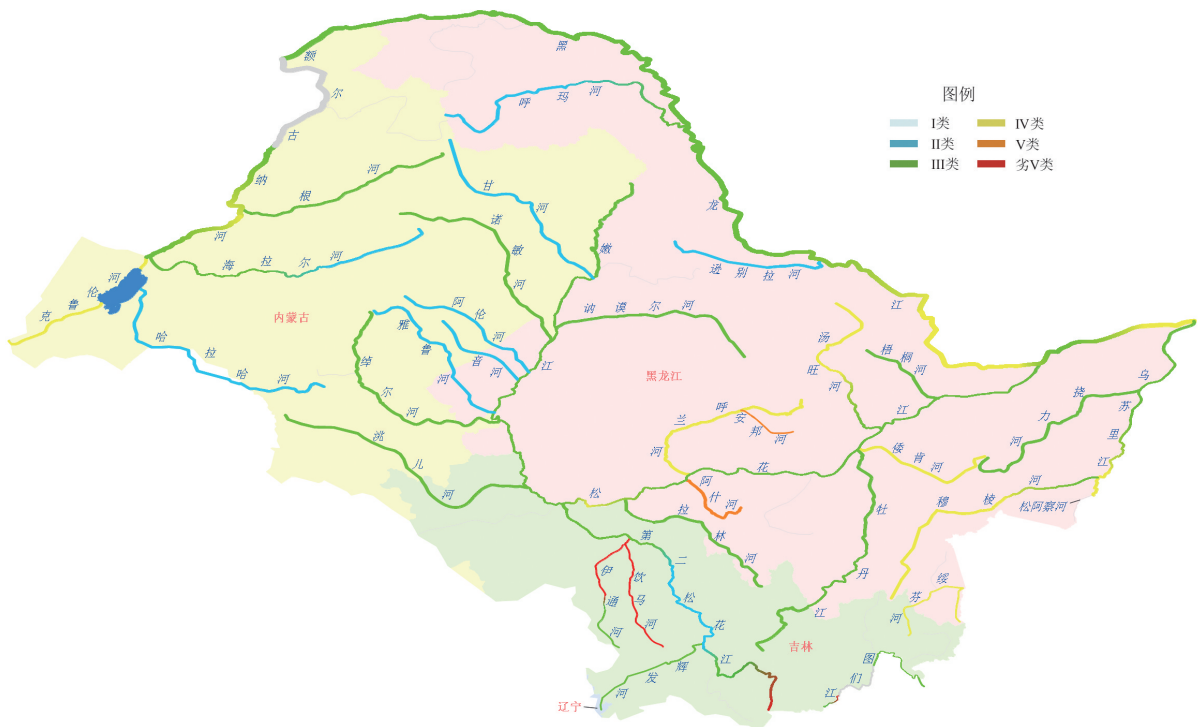 图例
I类
II类
III类
IV类
V类
劣V类
黑龙江
额尔古纳河
呼玛河
根河
甘河
诺敏河
嫩江
逊别拉河
海拉尔河
克鲁伦河
内蒙古
哈拉哈河
阿伦河
音河
雅鲁河
绰尔河
洮儿河
讷谟尔河
黑龙江
汤旺河
梧桐河
呼兰河
安邦河
松花江
阿什河
拉林河
牡丹江
倭肯河
挠力河
乌苏里江
穆棱河
松阿察河
绥芬河
第二松花江
伊通河
饮马河
辉发河
吉林
图们江
辽宁